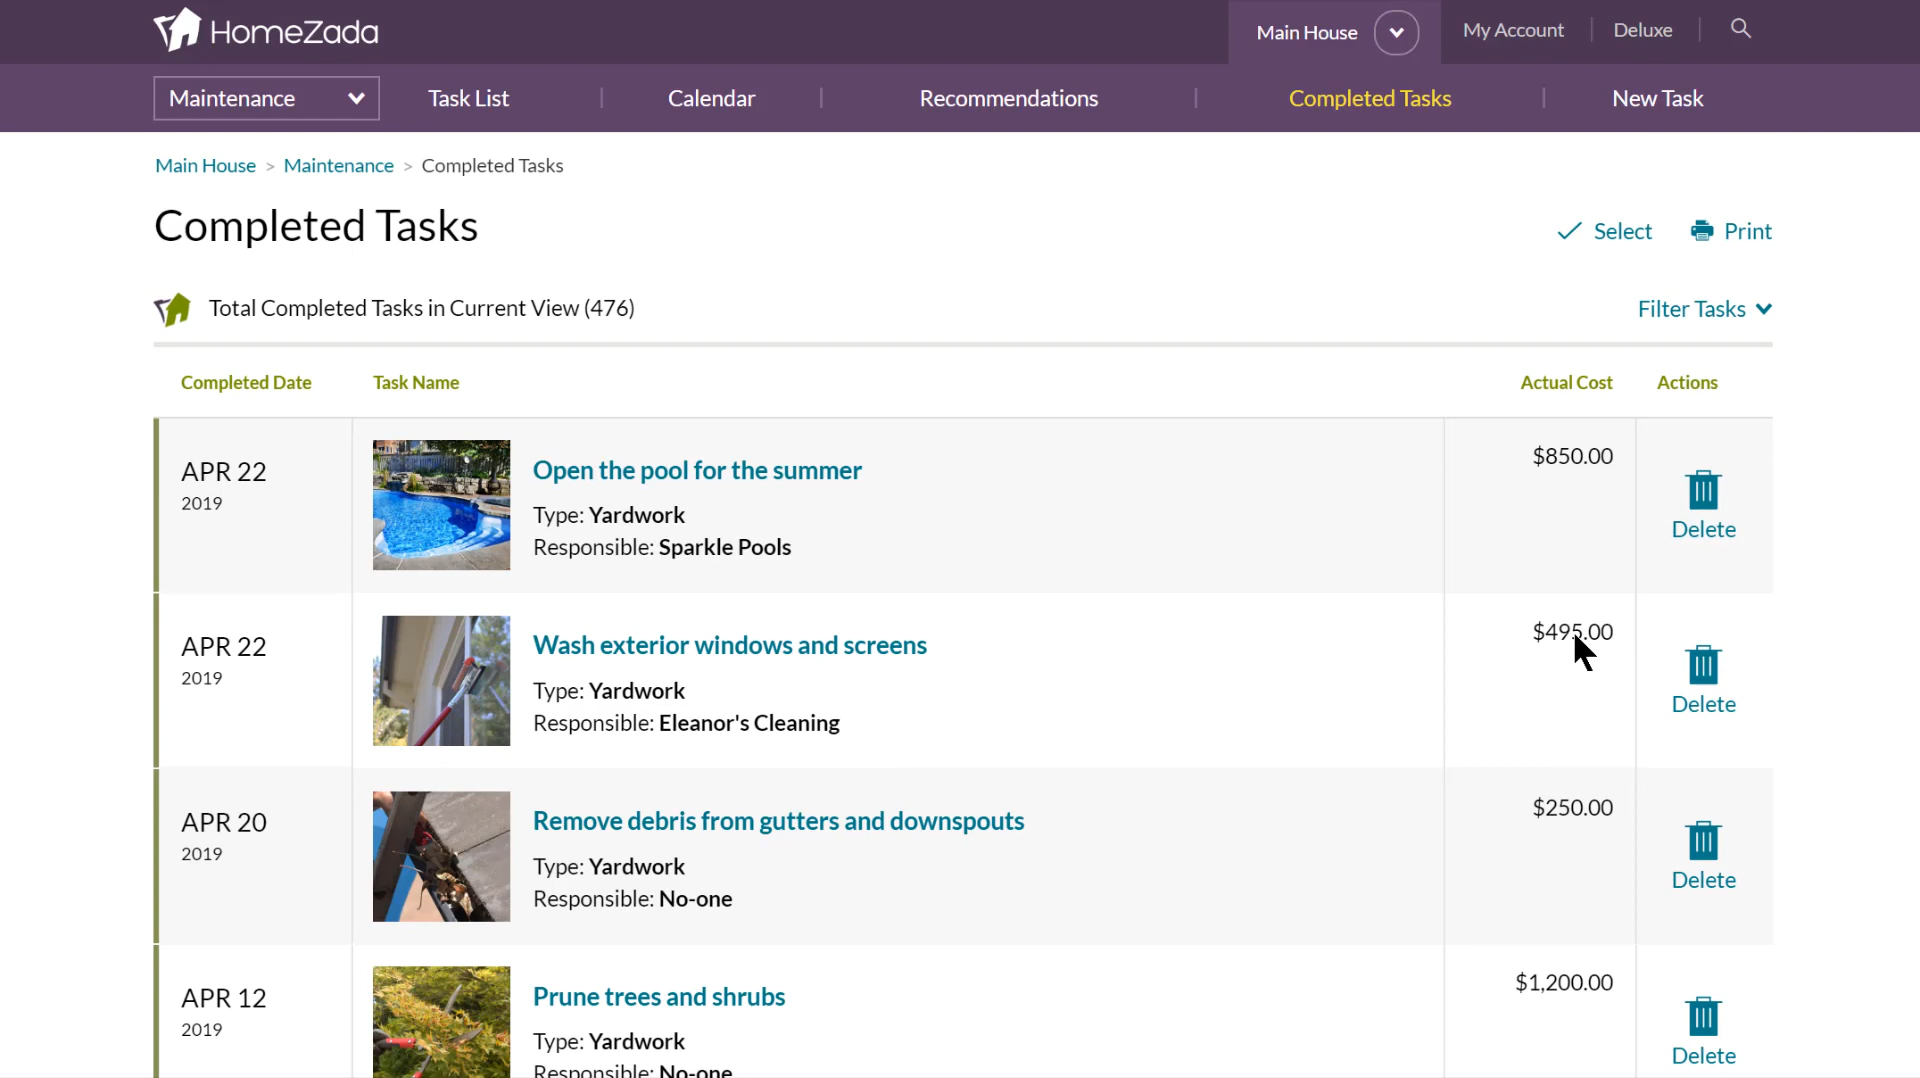 HomeZada
Main House
My Account
Deluxe
Maintenance
Task List
Calendar
Recommendations
Completed Tasks
New Task
Main House > Maintenance > Completed Tasks
Completed Tasks
Select
Print
Total Completed Tasks in Current View (476)
Filter Tasks
Completed Date
Task Name
Actual Cost
Actions
APR 22
2019
Open the pool for the summer
Type: Yardwork
Responsible: Sparkle Pools
$850.00
Delete
APR 22
2019
Wash exterior windows and screens
Type: Yardwork
Responsible: Eleanor's Cleaning
$495.00
Delete
APR 20
2019
Remove debris from gutters and downspouts
Type: Yardwork
Responsible: No-one
$250.00
Delete
APR 12
2019
Prune trees and shrubs
Type: Yardwork
Responsible: No-one
$1,200.00
Delete